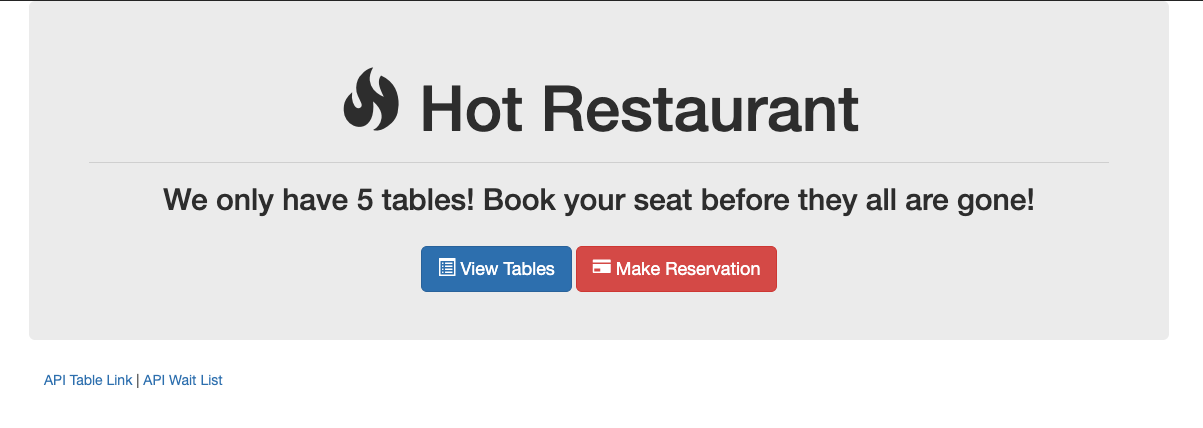 Hot Restaurant
We only have 5 tables! Book your seat before they all are gone!
View Tables Make Reservation
API Table Link | API Wait List